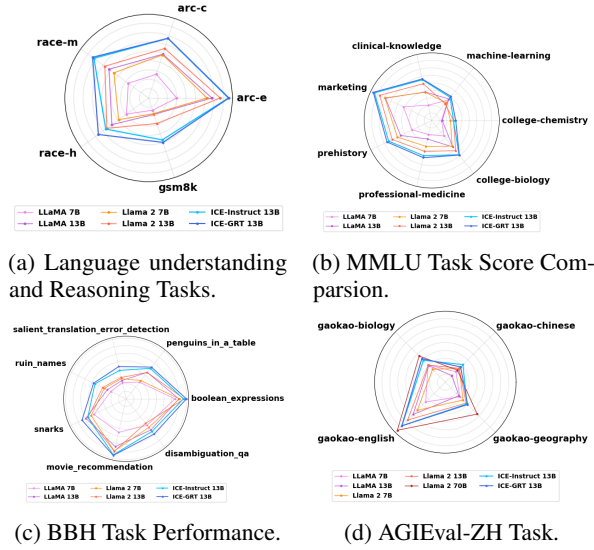 arc-c
race-m
arc-e
race-h
gsm8k
LLaMA 7B
LLaMA 13B
Llama 2 7B
Llama 2 13B
ICE-Instruct 13B
ICE-GRT 13B
(a) Language understanding
and Reasoning Tasks.
clinical-knowledge
machine-learning
marketing
college-chemistry
prehistory
college-biology
professional-medicine
LLaMA 7B
LLaMA 13B
Llama 2 7B
Llama 2 13B
ICE-Instruct 13B
ICE-GRT 13B
(b) MMLU Task Score Com-
parsion.
salient_translation_error_detection
penguins_in_a_table
ruin_names
boolean_expressions
snarks
disambiguation_qa
movie_recommendation
LLaMA 7B
LLaMA 13B
Llama 2 7B
Llama 2 13B
ICE-Instruct 13B
ICE-GRT 13B
(c) BBH Task Performance.
gaokao-biology
gaokao-chinese
gaokao-english
gaokao-geography
LLaMA 7B
LLaMA 13B
Llama 2 7B
Llama 2 13B
Llama 2 70B
ICE-Instruct 13B
ICE-GRT 13B
(d) AGIEval-ZH Task.